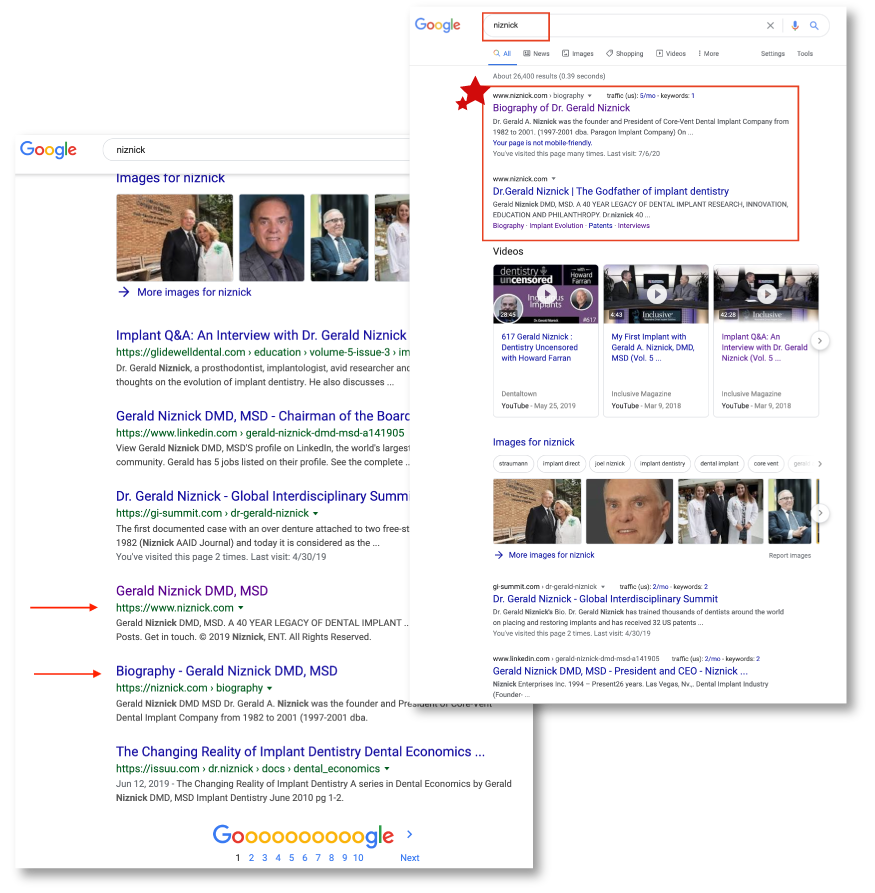 Google
niznick
Images for niznick
More images for niznick
Implant Q&A: An Interview with Dr. Gerald Niznick
https://glidewelldental.com › education › volume-5-issue-3 › im
Dr. Gerald Niznick, a prosthodontist, implantologist, avid researcher and
thoughts on the evolution of implant dentistry. He also discusses ...
Gerald Niznick DMD, MSD - Chairman of the Board
https://www.linkedin.com › gerald-niznick-dmd-msd-a141905
View Gerald Niznick DMD, MSD'S profile on LinkedIn, the world's largest
community. Gerald has 5 jobs listed on their profile. See the complete ..
Dr. Gerald Niznick - Global Interdisciplinary Summi
https://gi-summit.com › dr-gerald-niznick
The first documented case with an over denture attached to two free-st
1982 (Niznick AAID Journal) and today it is considered as the ...
You've visited this page 2 times. Last visit: 4/30/19
Gerald Niznick DMD, MSD
https://www.niznick.com
Gerald Niznick DMD, MSD. A 40 YEAR LEGACY OF DENTAL IMPLANT ...
Posts. Get in touch. © 2019 Niznick, ENT. All Rights Reserved.
Biography - Gerald Niznick DMD, MSD
https://niznick.com › biography
Gerald Niznick DMD MSD Dr. Gerald A. Niznick was the founder and President of Core-Vent
Dental Implant Company from 1982 to 2001 (1997-2001 dba.
The Changing Reality of Implant Dentistry Dental Economics ...
https://issuu.com › dr.niznick › docs › dental_economics
Jun 12, 2019 - The Changing Reality of Implant Dentistry A series in Dental Economics by Gerald
Niznick DMD, MSD Implant Dentistry June 2010 pg 1-2.
Goooooooooogle
1 2 3 4 5 6 7 8 9 10 Next
Google
niznick
All News Images Shopping Videos More Settings Tools
About 26,400 results (0.39 seconds)
www.niznick.com › biography traffic (us): 5/mo - keywords: 1
Biography of Dr. Gerald Niznick
Dr. Gerald A. Niznick was the founder and President of Core-Vent Dental Implant Company from
1982 to 2001. (1997-2001 dba. Paragon Implant Company) On ...
Your page is not mobile-friendly.
You've visited this page many times. Last visit: 7/6/20
www.niznick.com
Dr.Gerald Niznick | The Godfather of implant dentistry
Gerald Niznick DMD, MSD. A 40 YEAR LEGACY OF DENTAL IMPLANT RESEARCH, INNOVATION,
EDUCATION AND PHILANTHROPY. Dr niznick 40 ...
Biography · Implant Evolution · Patents · Interviews
Videos
dentistry uncensored with Howard Farran
#617
28:45
4:43
Inclusive
42:28
Inclusive
617 Gerald Niznick :
Dentistry Uncensored
with Howard Farran
Dentaltown
YouTube - May 25, 2019
My First Implant with
Gerald A. Niznick, DMD,
MSD (Vol. 5 ...
Inclusive Magazine
YouTube - Mar 9, 2018
Implant Q&A: An
Interview with Dr. Gerald
Niznick (Vol. 5 ...
Inclusive Magazine
YouTube - Mar 9, 2018
Images for niznick
straumann implant direct joel niznick implant dentistry dental implant core vent
More images for niznick Report images
gi-summit.com › dr-gerald-niznick traffic (us): 2/mo - keywords: 2
Dr. Gerald Niznick - Global Interdisciplinary Summit
Dr. Gerald Niznick's Bio. Dr. Gerald Niznick has trained thousands of dentists around the world
on placing and restoring implants and has received 32 US patents ...
You've visited this page 2 times. Last visit: 4/30/19
www.linkedin.com › gerald-niznick-dmd-msd-a141905 traffic (us): 2/mo - keywords: 2
Gerald Niznick DMD, MSD - President and CEO - Niznick ...
Niznick Enterprises Inc. 1994 – Present26 years. Las Vegas, Nv,,. Dental Implant Industry
(Founder- ...